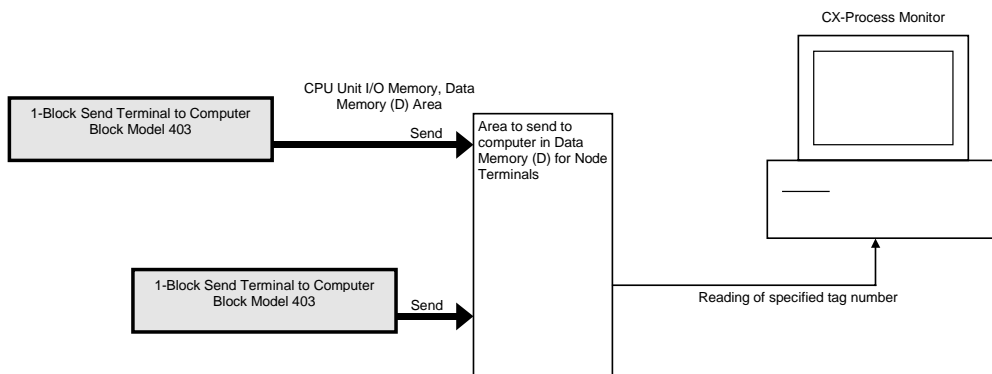 CX-Process Monitor
CPU Unit I/O Memory, Data
Memory (D) Area
1-Block Send Terminal to Computer
Block Model 403
Send
Area to send to
computer in Data
Memory (D) for Node
Terminals
1-Block Send Terminal to Computer
Block Model 403
Send
Reading of specified tag number